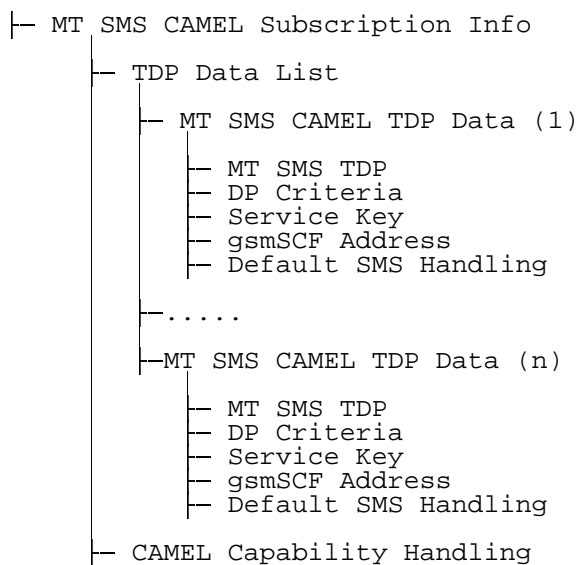 MT SMS CAMEL Subscription Info
TDP Data List
MT SMS CAMEL TDP Data (1)
MT SMS TDP
DP Criteria
Service Key
gsmSCF Address
Default SMS Handling
.....
MT SMS CAMEL TDP Data (n)
MT SMS TDP
DP Criteria
Service Key
gsmSCF Address
Default SMS Handling
CAMEL Capability Handling